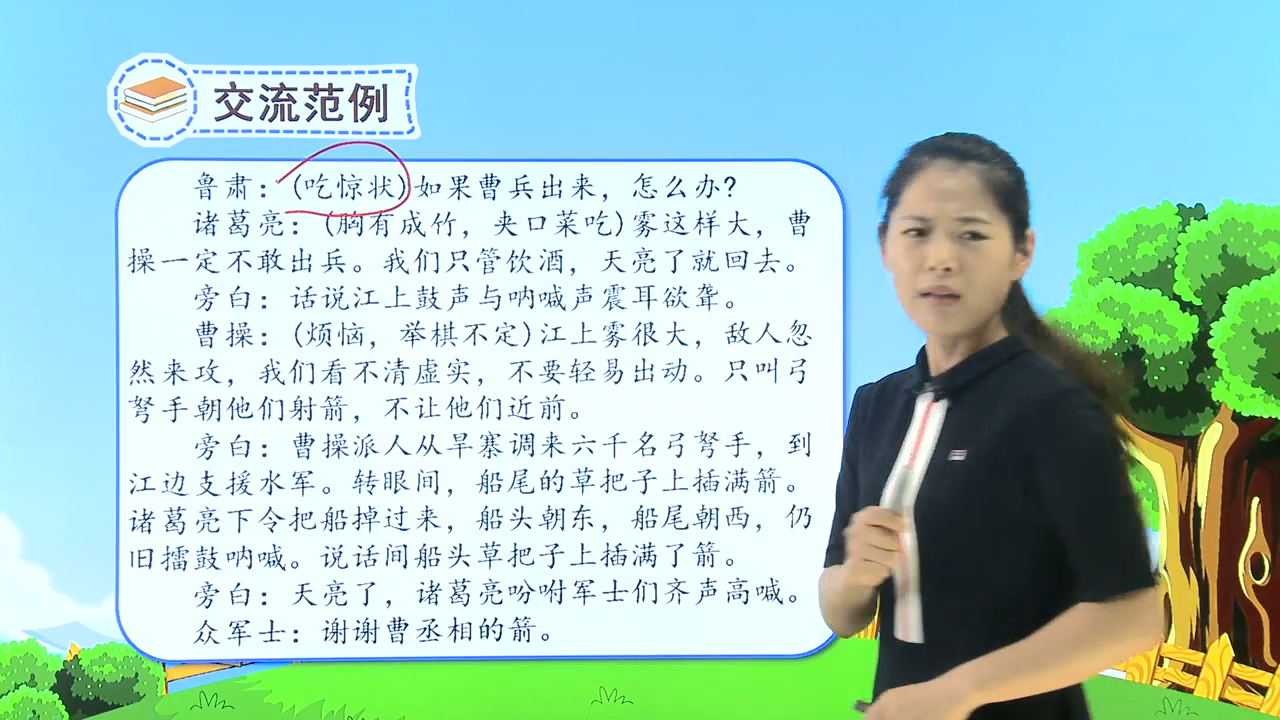 交流范例
鲁肃：(吃惊状)如果曹兵出来，怎么办?
诸葛亮：(胸有成竹，夹口菜吃)雾这样大，曹
操一定不敢出兵。我们只管饮酒，天亮了就回去。
旁白：话说江上鼓声与呐喊声震耳欲聋。
曹操：(烦恼，举棋不定)江上雾很大，敌人忽
然来攻，我们看不清虚实，不要轻易出动。只叫弓
弩手朝他们射箭，不让他们近前。
旁白：曹操派人从旱寨调来六千名弓弩手，到
江边支援水军。转眼间，船尾的草把子上插满箭。
诸葛亮下令把船掉过来，船头朝东，船尾朝西，仍
旧擂鼓呐喊。说话间船头草把子上插满了箭。
旁白：天亮了，诸葛亮吩咐军士们齐声高喊。
众军士：谢谢曹丞相的箭。